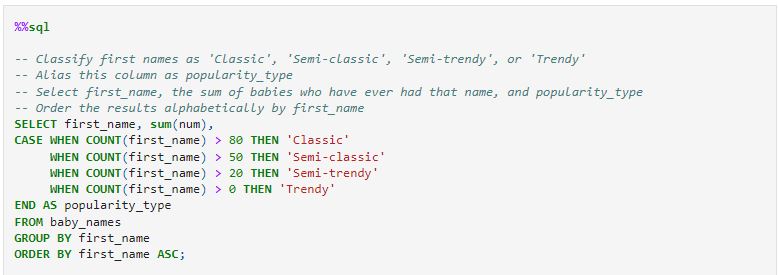 %%sql
-- Classify first names as 'Classic', 'Semi-classic', 'Semi-trendy', or 'Trendy'
-- Alias this column as popularity_type
-- Select first_name, the sum of babies who have ever had that name, and popularity_type
-- Order the results alphabetically by first_name
SELECT first_name, sum(num),
CASE WHEN COUNT(first_name) > 80 THEN 'Classic'
     WHEN COUNT(first_name) > 50 THEN 'Semi-classic'
     WHEN COUNT(first_name) > 20 THEN 'Semi-trendy'
     WHEN COUNT(first_name) > 0 THEN 'Trendy'
END AS popularity_type
FROM baby_names
GROUP BY first_name
ORDER BY first_name ASC;